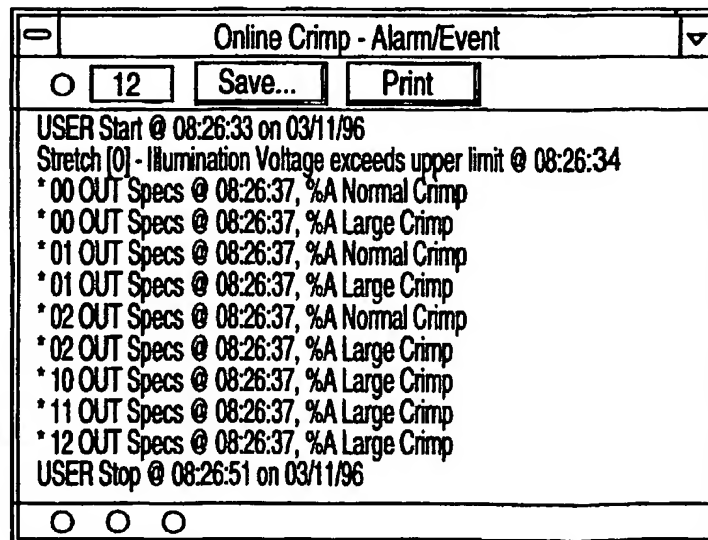 Online Crimp - Alarm/Event
12 Save... Print
USER Start @ 08:26:33 on 03/11/96
Stretch [0] - Illumination Voltage exceeds upper limit @ 08:26:34
* 00 OUT Specs @ 08:26:37, %A Normal Crimp
* 00 OUT Specs @ 08:26:37, %A Large Crimp
* 01 OUT Specs @ 08:26:37, %A Normal Crimp
* 01 OUT Specs @ 08:26:37, %A Large Crimp
* 02 OUT Specs @ 08:26:37, %A Normal Crimp
* 02 OUT Specs @ 08:26:37, %A Large Crimp
* 10 OUT Specs @ 08:26:37, %A Large Crimp
* 11 OUT Specs @ 08:26:37, %A Large Crimp
* 12 OUT Specs @ 08:26:37, %A Large Crimp
USER Stop @ 08:26:51 on 03/11/96